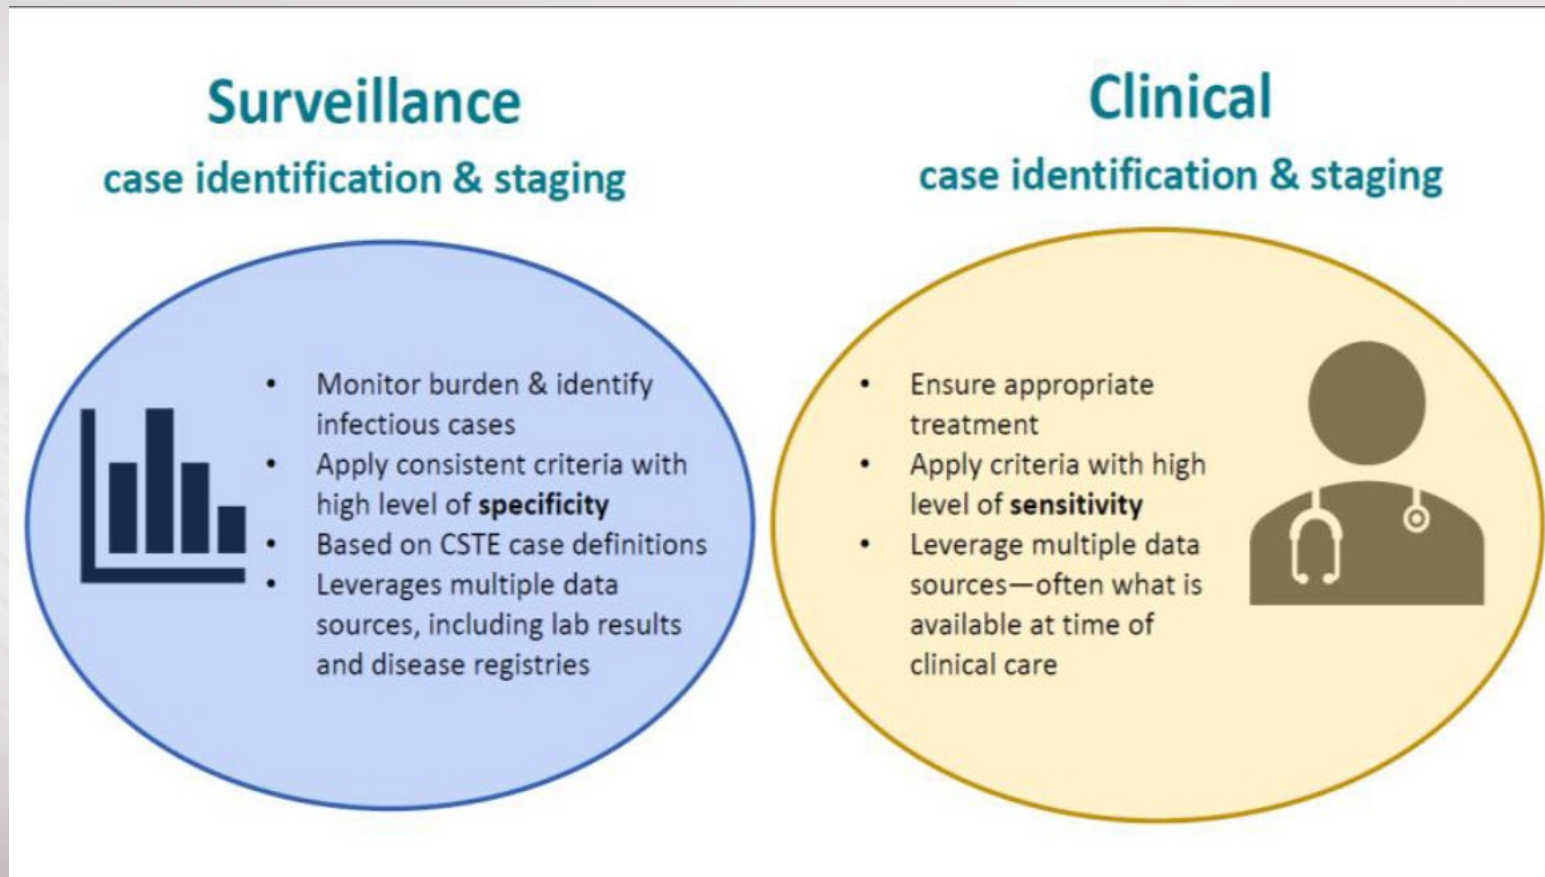 Surveillance
case identification & staging
• Monitor burden & identify
infectious cases
• Apply consistent criteria with
high level of specificity
• Based on CSTE case definitions
• Leverages multiple data
sources, including lab results
and disease registries
Clinical
case identification & staging
• Ensure appropriate
treatment
• Apply criteria with high
level of sensitivity
• Leverage multiple data
sources—often what is
available at time of
clinical care